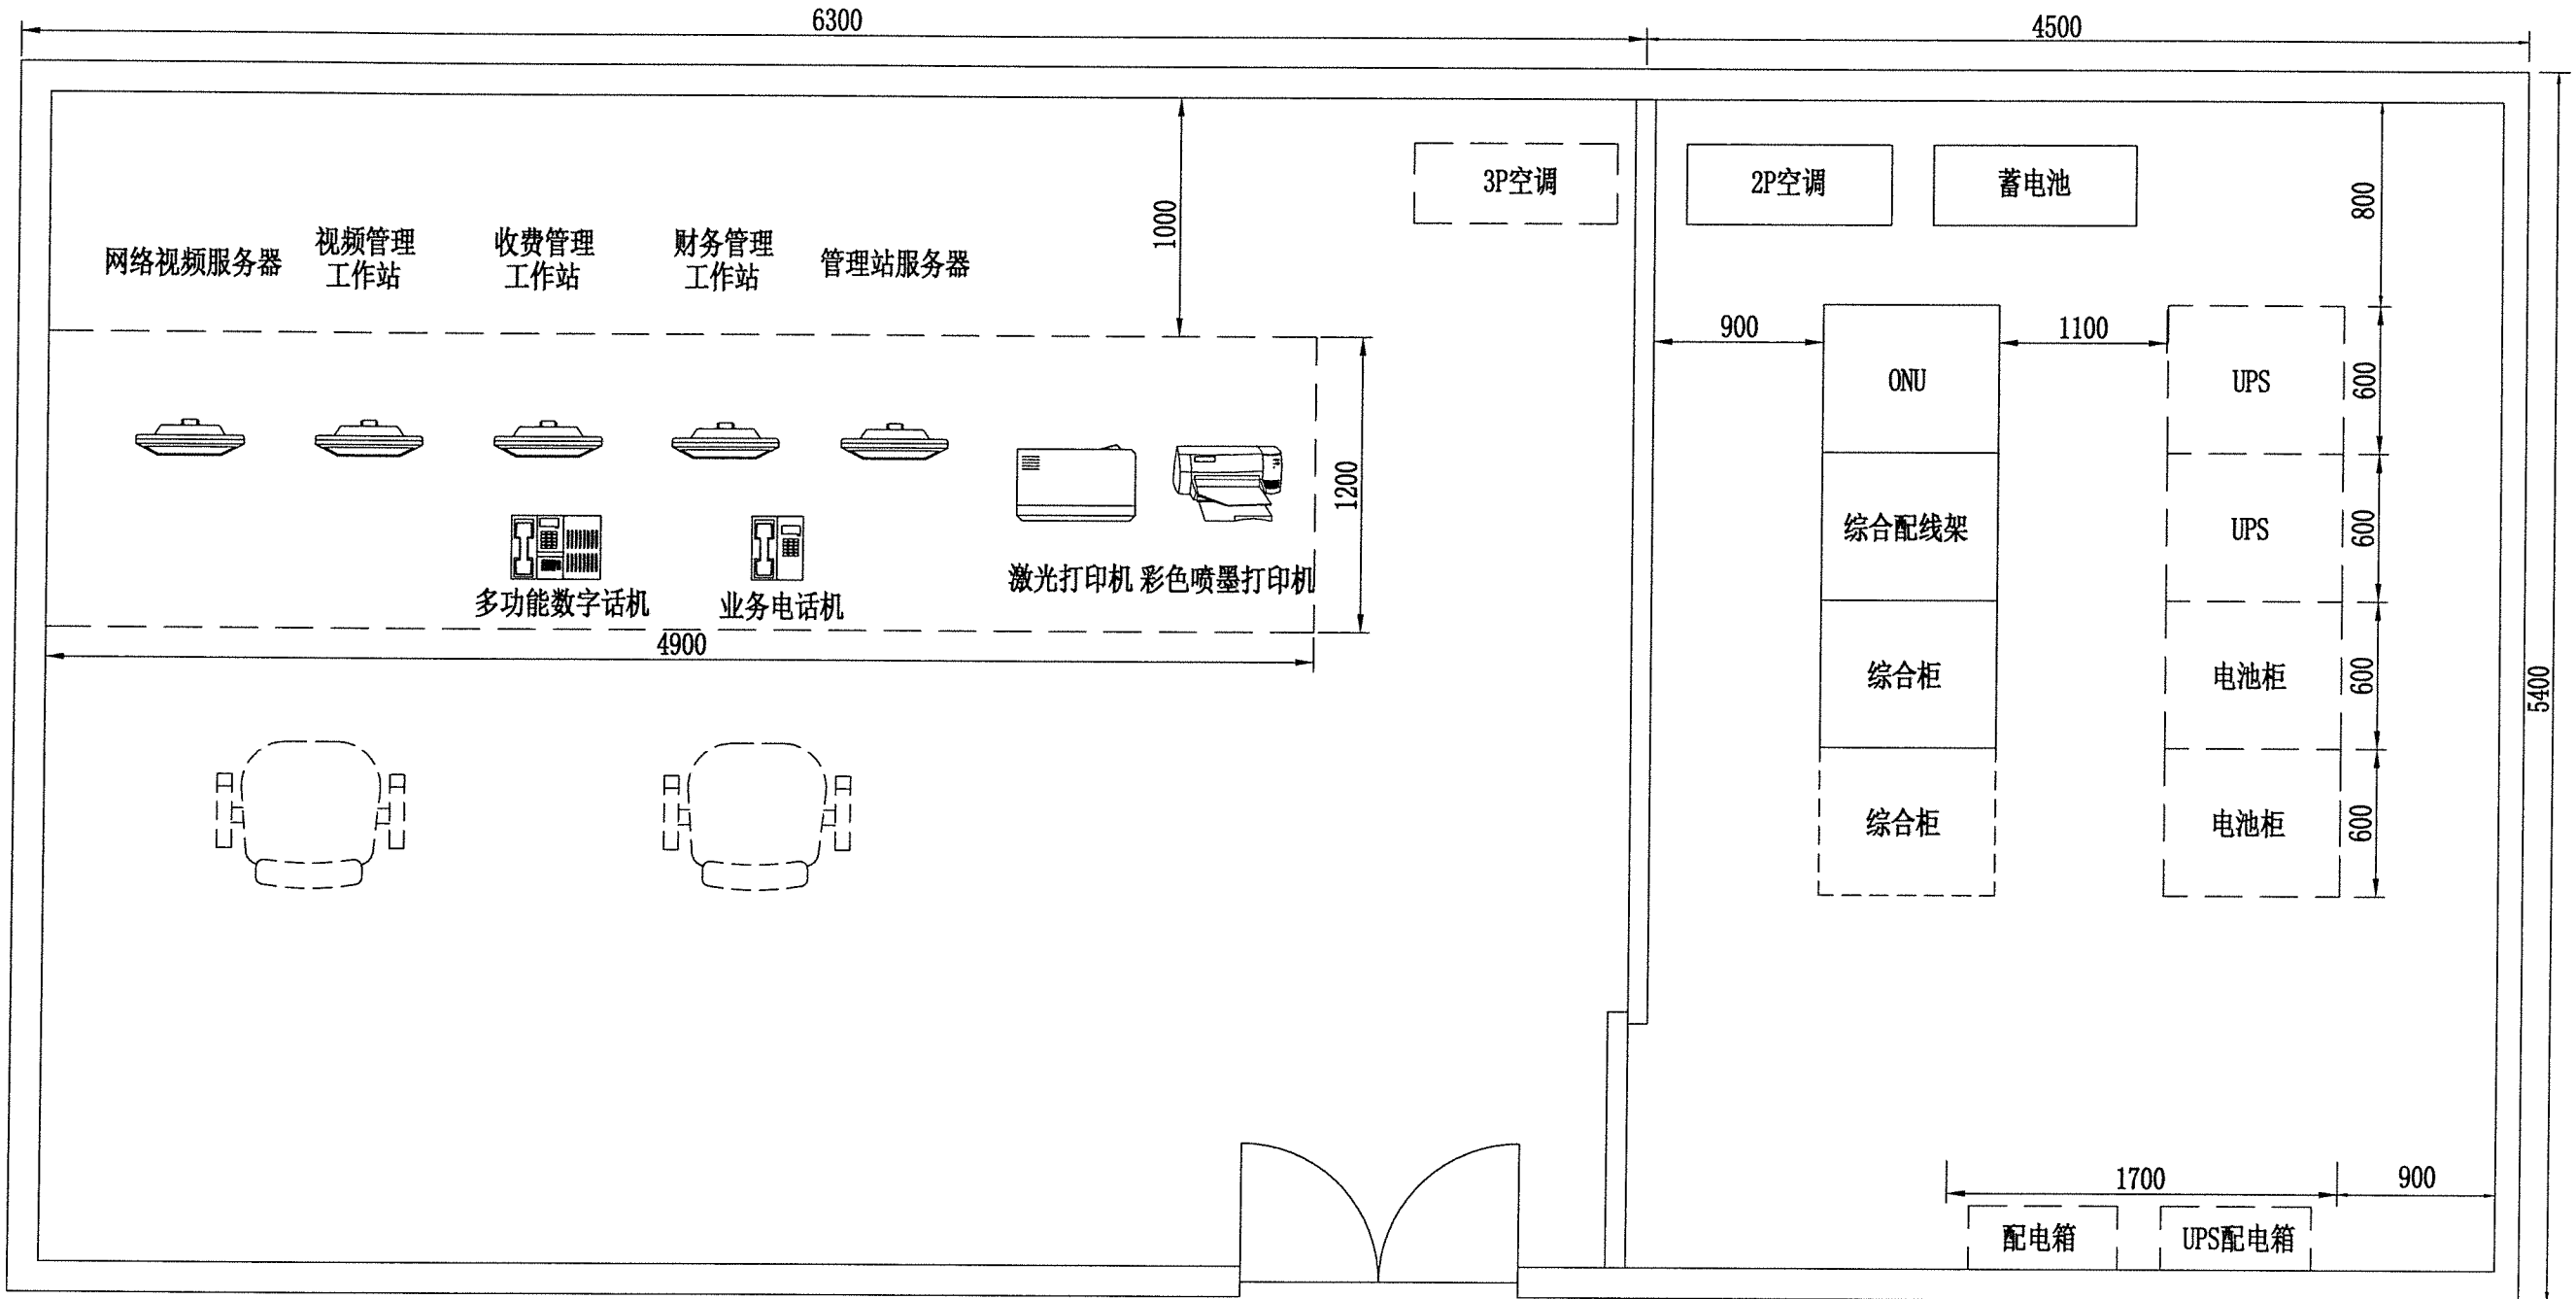 6300
4500
3P空调
2P空调
蓄电池
800
1000
网络视频服务器
视频管理
工作站
收费管理
工作站
财务管理
工作站
管理站服务器
900
1100
ONU
UPS
600
1200
综合配线架
UPS
600
多功能数字话机
业务电话机
激光打印机
彩色喷墨打印机
4900
综合柜
电池柜
600
5400
综合柜
电池柜
600
1700
900
配电箱
UPS配电箱